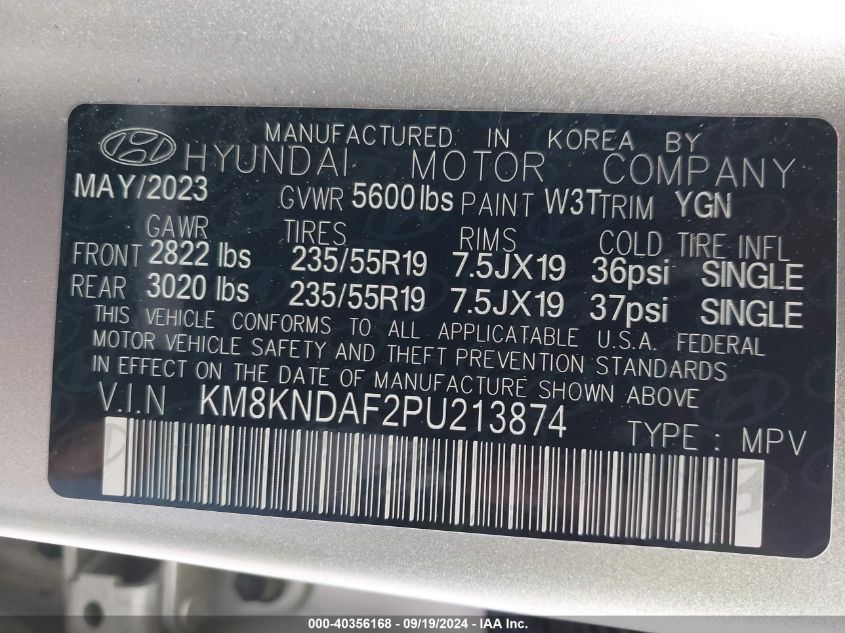 MANUFACTURED IN KOREA BY
HYUNDAI MOTOR COMPANY
MAY/2023 GVWR 5600 lbs PAINT W3T TRIM YGN
GAWR TIRES RIMS COLD TIRE INFL
FRONT 2822 lbs 235/55R19 7.5JX19 36psi SINGLE
REAR 3020 lbs 235/55R19 7.5JX19 37psi SINGLE
THIS VEHICLE CONFORMS TO ALL APPLICATABLE U.S.A. FEDERAL
MOTOR VEHICLE SAFETY AND THEFT PREVENTION STANDARDS
IN EFFECT ON THE DATE OF MANUFACTURE SHOWN ABOVE
V.I.N KM8KNDAF2PU213874
TYPE : MPV
000-40356168 - 09/19/2024 - IAA Inc.